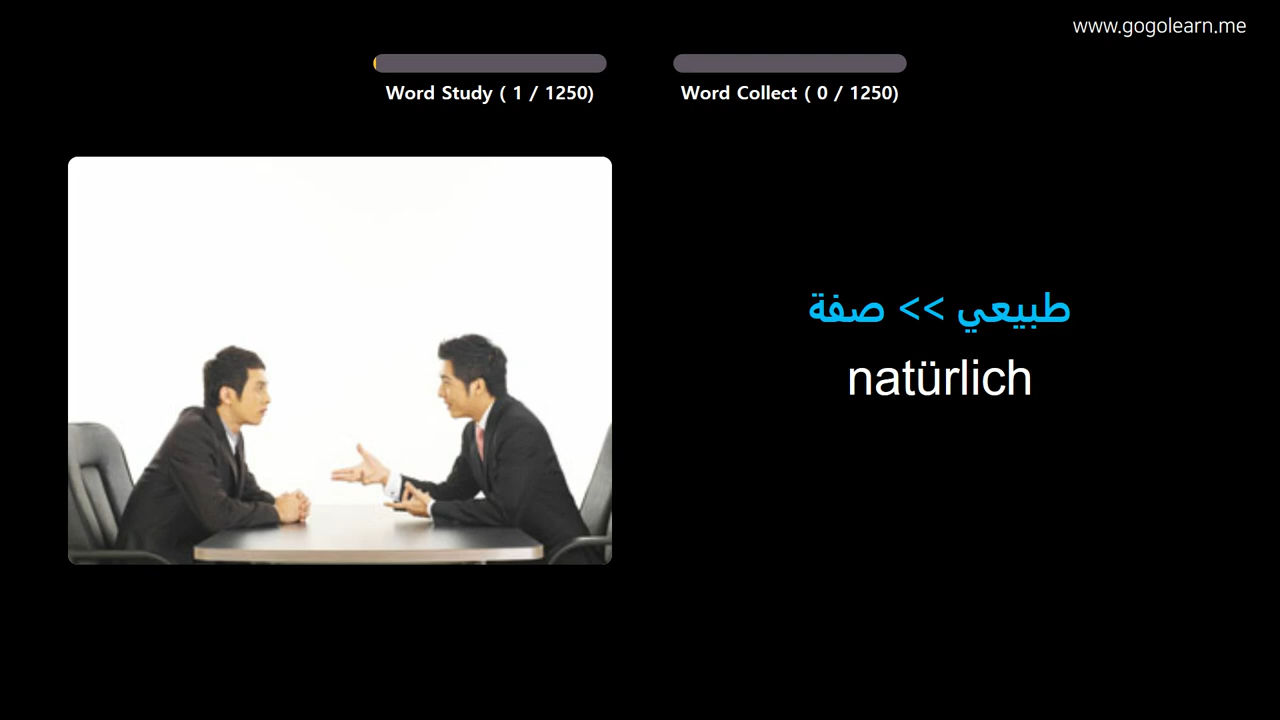 www.gogolearn.me
Word Study ( 1 / 1250)
Word Collect ( 0 / 1250)
طبيعي >> صفة
natürlich